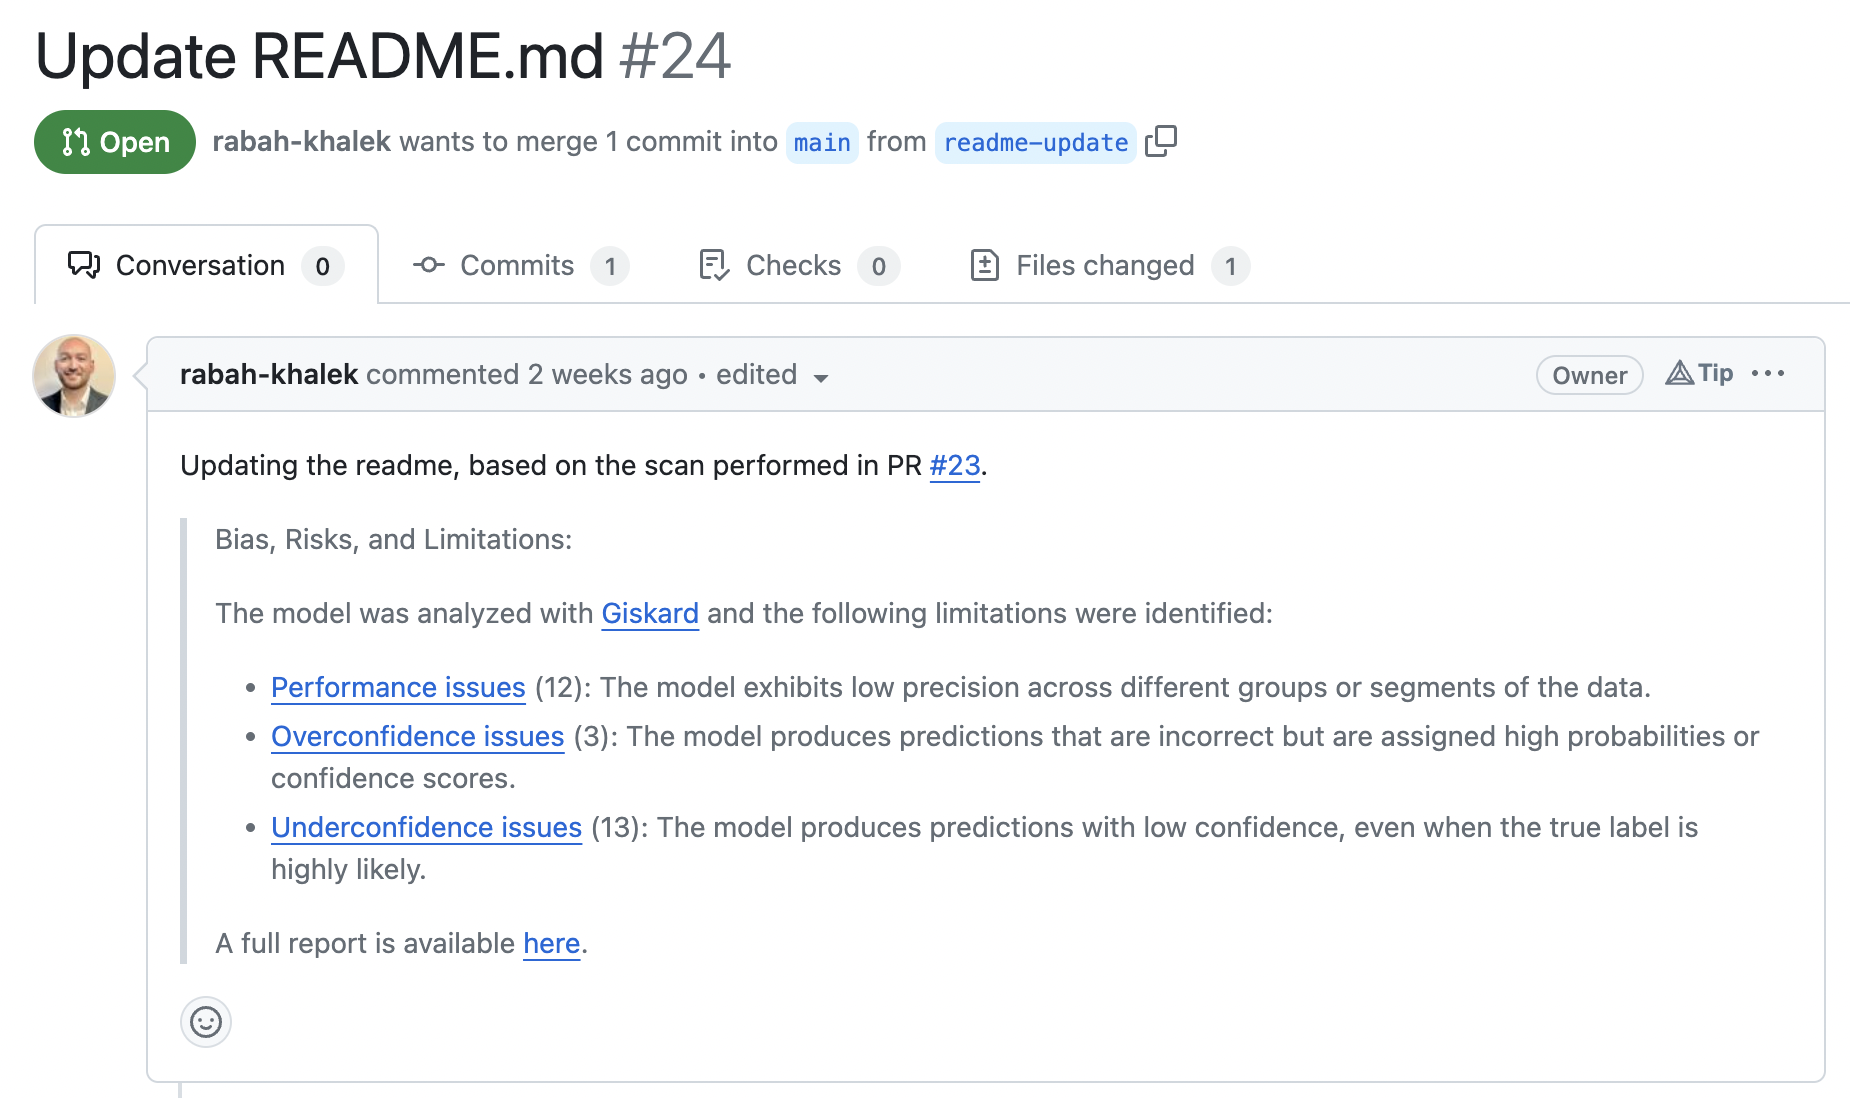 Update README.md #24
Open rabah-khalek wants to merge 1 commit into main from readme-update
Conversation 0 Commits 1 Checks 0 Files changed 1
rabah-khalek commented 2 weeks ago • edited Owner Tip
Updating the readme, based on the scan performed in PR #23.
Bias, Risks, and Limitations:
The model was analyzed with Giskard and the following limitations were identified:
• Performance issues (12): The model exhibits low precision across different groups or segments of the data.
• Overconfidence issues (3): The model produces predictions that are incorrect but are assigned high probabilities or
confidence scores.
• Underconfidence issues (13): The model produces predictions with low confidence, even when the true label is
highly likely.
A full report is available here.